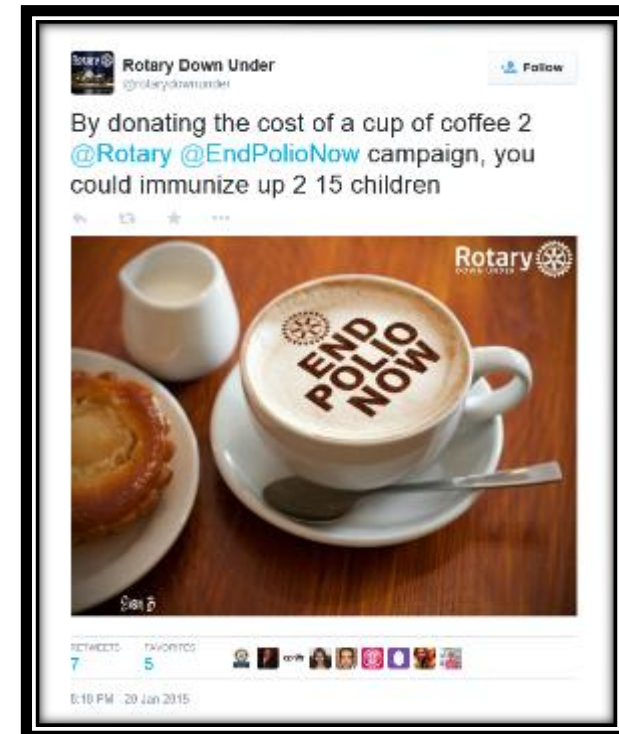 Rotary
Rotary Down Under
@rotarydownunder
Follow
By donating the cost of a cup of coffee 2
@Rotary @EndPolioNow campaign, you
could immunize up 2 15 children
Rotary
DOWN UNDER
END
POLIO
NOW
RETWEETS FAVORITES
7 5
20 Jan 2015